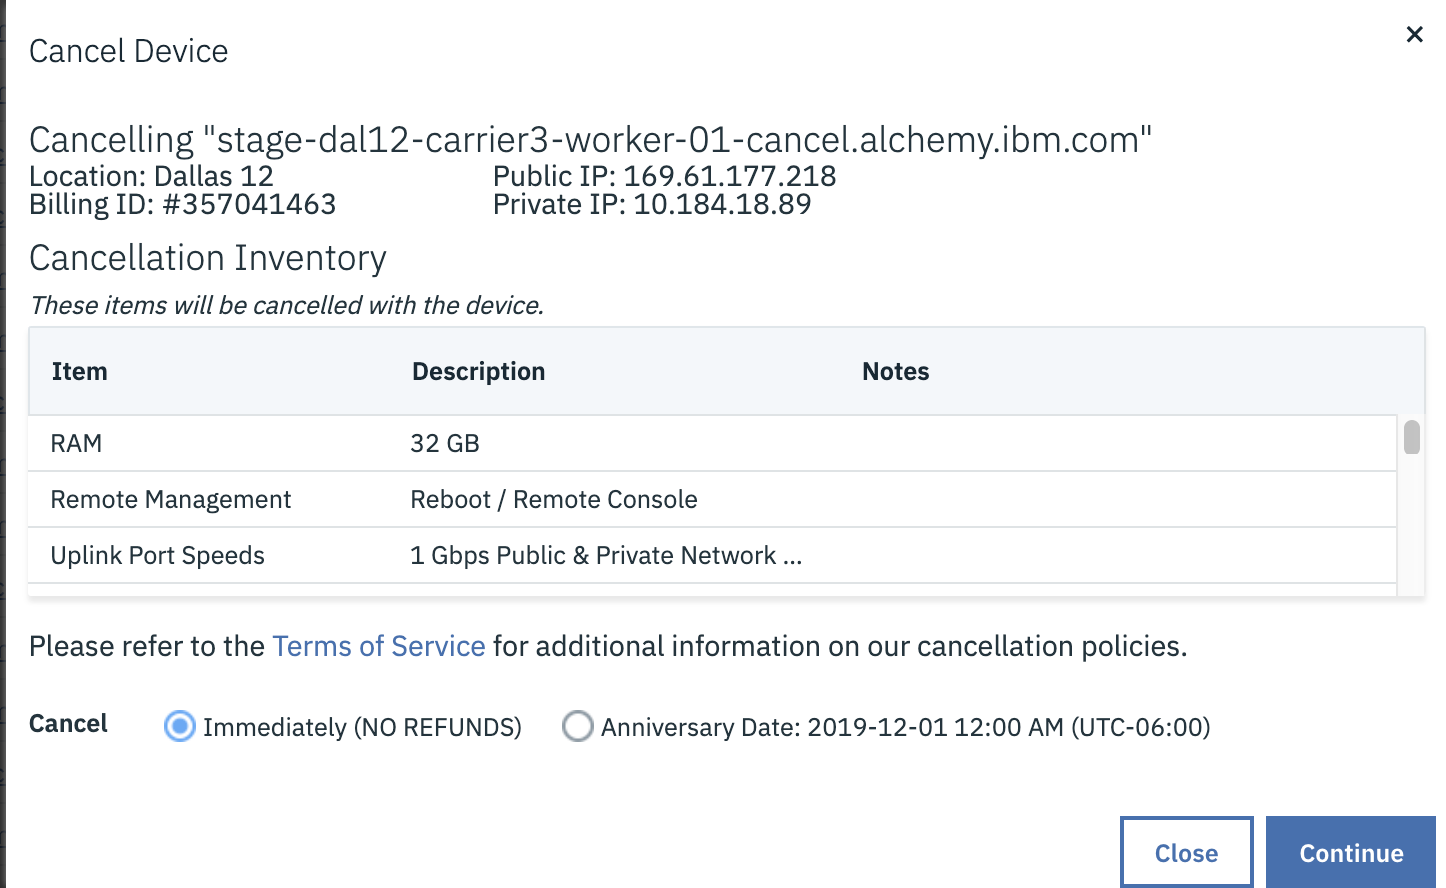 Cancel Device
×
Cancelling "stage-dal12-carrier3-worker-01-cancel.alchemy.ibm.com"
Location: Dallas 12 Public IP: 169.61.177.218
Billing ID: #357041463 Private IP: 10.184.18.89
Cancellation Inventory
These items will be cancelled with the device.
Item Description Notes
RAM 32 GB
Remote Management Reboot / Remote Console
Uplink Port Speeds 1 Gbps Public & Private Network ...
Please refer to the Terms of Service for additional information on our cancellation policies.
Cancel Immediately (NO REFUNDS) Anniversary Date: 2019-12-01 12:00 AM (UTC-06:00)
Close Continue